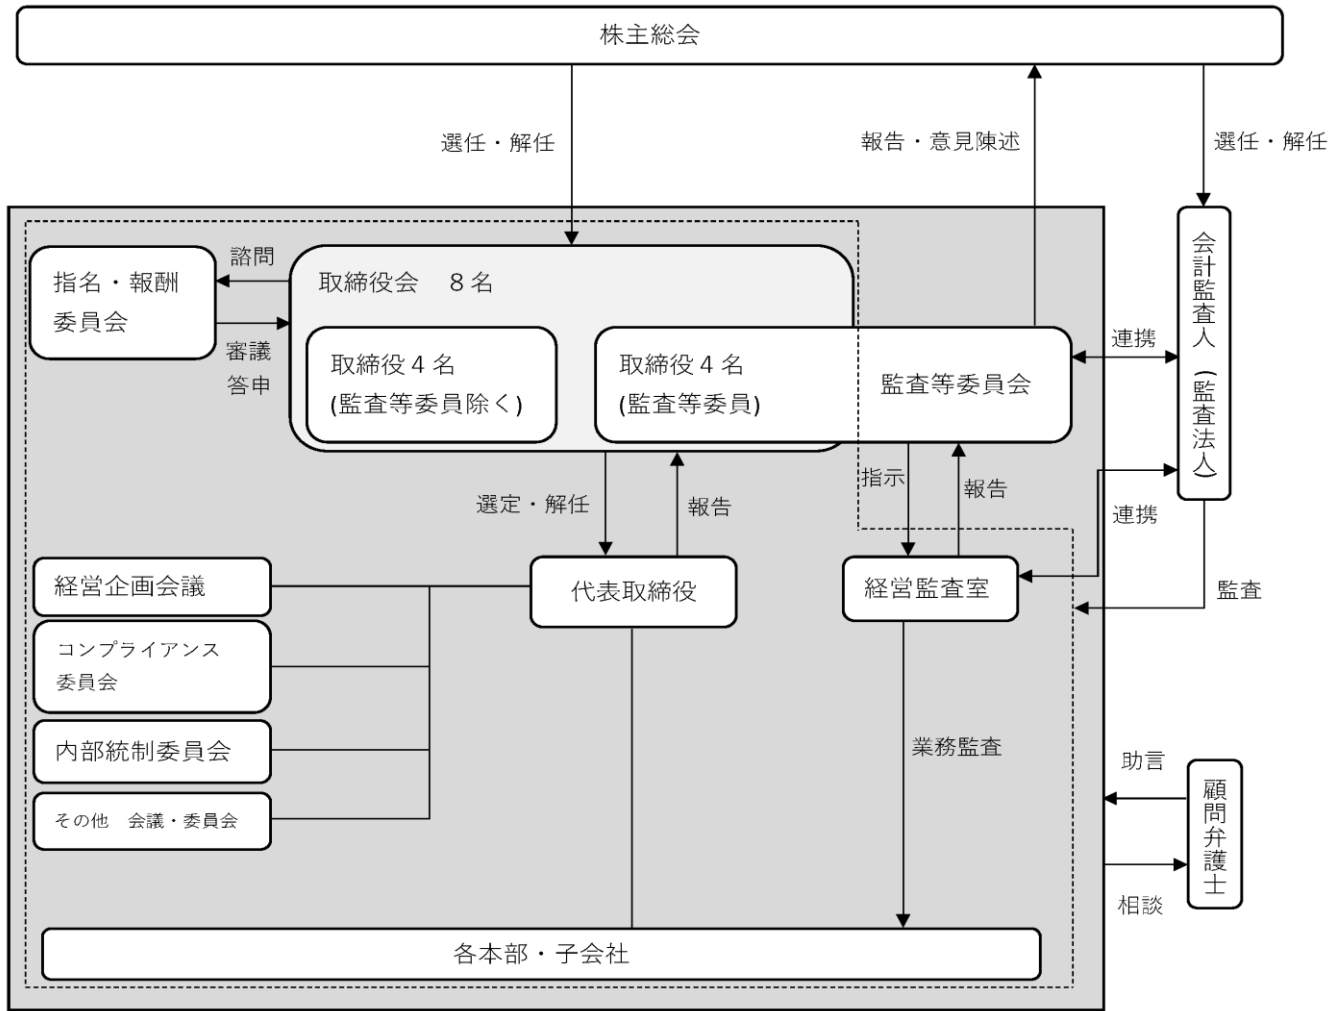 株主総会
選任・解任
報告・意見陳述
選任・解任
諮問
指名・報酬
委員会
審議
答申
取締役会　8名
取締役4名
(監査等委員除く)
取締役4名
(監査等委員)
監査等委員会
連携
会計監査人(監査法人)
選定・解任
報告
指示
報告
連携
監査
経営企画会議
代表取締役
経営監査室
コンプライアンス
委員会
内部統制委員会
その他　会議・委員会
業務監査
助言
顧問弁護士
相談
各本部・子会社